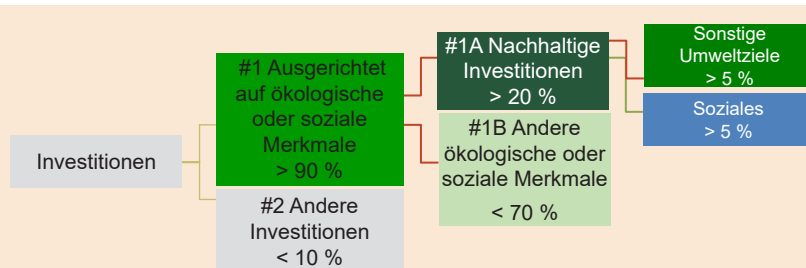 Investitionen
#1 Ausgerichtet
auf ökologische
oder soziale
Merkmale
> 90 %
#2 Andere
Investitionen
< 10 %
#1A Nachhaltige
Investitionen
> 20 %
#1B Andere
ökologische oder
soziale Merkmale
< 70 %
Sonstige
Umweltziele
> 5 %
Soziales
> 5 %